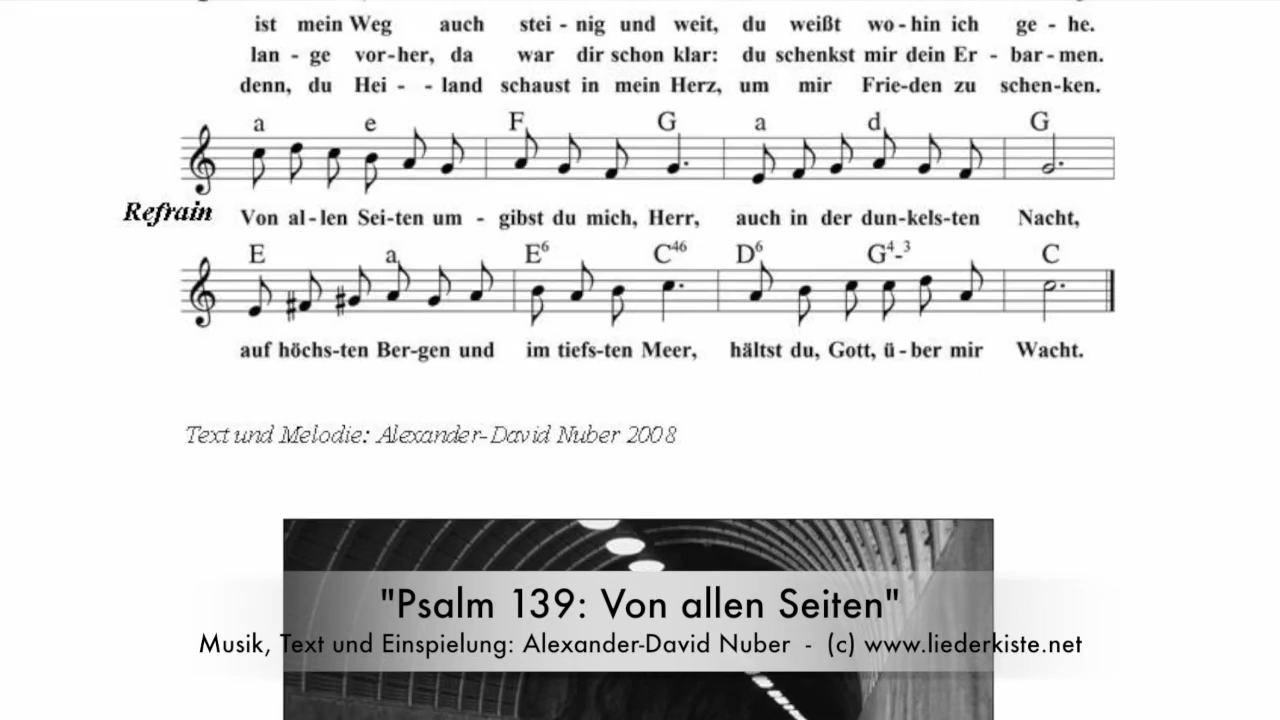 ist mein Weg auch stei - nig und weit, du weißt wo - hin ich ge - he.
lan - ge vor-her, da war dir schon klar: du schenkst mir dein Er - bar - men.
denn, du Hei - - land schaust in mein Herz, um mir Frie-den zu schen-ken.
a e F G a d G
Refrain Von al - len Sei-ten um - gibst du mich, Herr, auch in der dun-kels-ten Nacht,
E a E6 C46 D6 G4-3 C
auf höchs-ten Ber-gen und im tiefs-ten Meer, hältst du, Gott, ü - ber mir Wacht.
Text und Melodie: Alexander-David Nuber 2008
"Psalm 139: Von allen Seiten"
Musik, Text und Einspielung: Alexander-David Nuber - (c) www.liederkiste.net